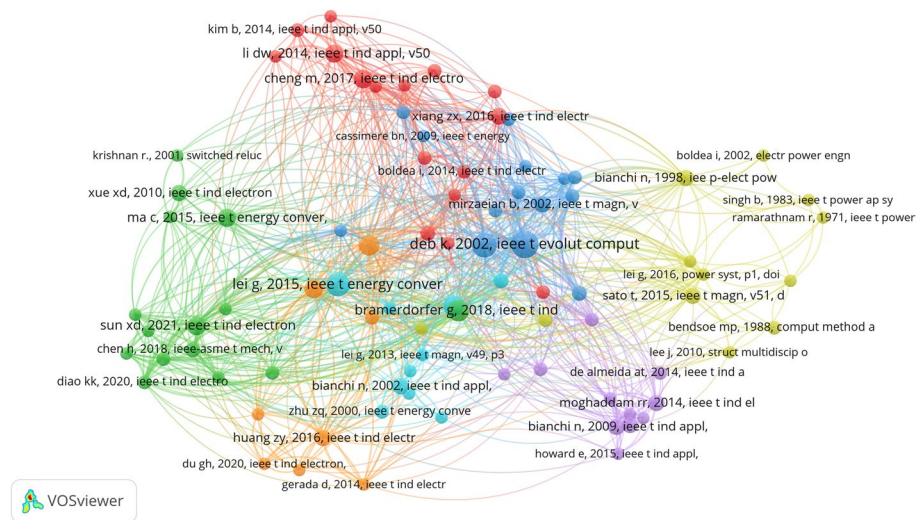 kim b, 2014, ieee t ind appl, v50
li dw, 2014, ieee t ind appl, v50
cheng m, 2017, ieee t ind electro
xiang zx, 2016, ieee t ind electr
cassimere bn, 2009, ieee t energy
krishnan r., 2001, switched reluc
boldea i, 2002, electr power engn
boldea i, 2014, ieee t ind electr
bianchi n, 1998, iee p-elect pow
xue xd, 2010, ieee t ind electron
singh b, 1983, ieee t power ap sy
mirzaeian b, 2002, ieee t magn, v
ma c, 2015, ieee t energy conver,
ramarathnam r, 1971, ieee t power
deb k, 2002, ieee t evolut comput
lei g, 2016, power syst, p1, doi
lei g, 2015, ieee t energy conver
sato t, 2015, ieee t magn, v51, d
bramerdorfer g, 2018, ieee t ind
sun xd, 2021, ieee t ind electron
bendsoe mp, 1988, comput method a
chen h, 2018, ieee-asme t mech, v
lei g, 2013, ieee t magn, v49, p3
lee j, 2010, struct multidiscip o
de almeida at, 2014, ieee t ind a
diao kk, 2020, ieee t ind electro
bianchi n, 2002, ieee t ind appl,
moghaddam rr, 2014, ieee t ind el
zhu zq, 2000, ieee t energy conve
bianchi n, 2009, ieee t ind appl,
huang zy, 2016, ieee t ind electr
howard e, 2015, ieee t ind appl,
du gh, 2020, ieee t ind electron,
gerada d, 2014, ieee t ind electr
VOSviewer